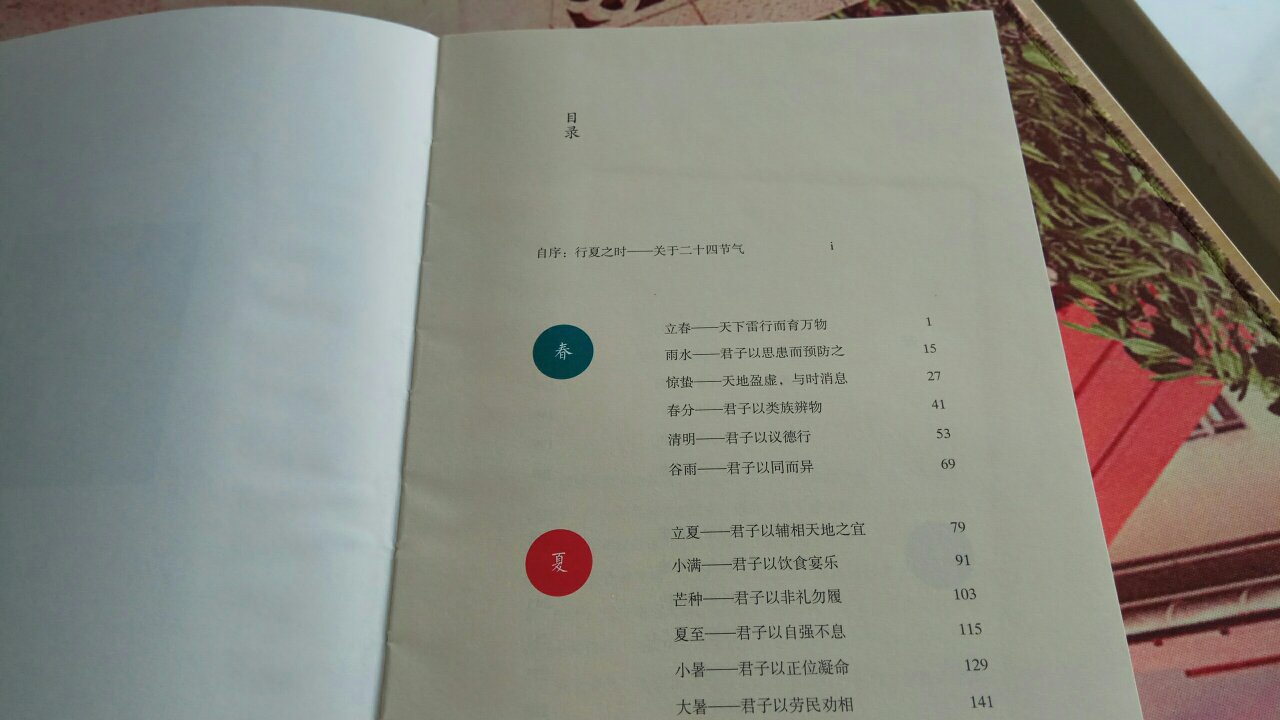 目录
自序：行夏之时——关于二十四节气 i
春
立春——天下雷行而育万物 1
雨水——君子以思患而预防之 15
惊蛰——天地盈虚，与时消息 27
春分——君子以类族辨物 41
清明——君子以议德行 53
谷雨——君子以同而异 69
夏
立夏——君子以辅相天地之宜 79
小满——君子以饮食宴乐 91
芒种——君子以非礼勿履 103
夏至——君子以自强不息 115
小暑——君子以正位凝命 129
大暑——君子以劳民劝相 141